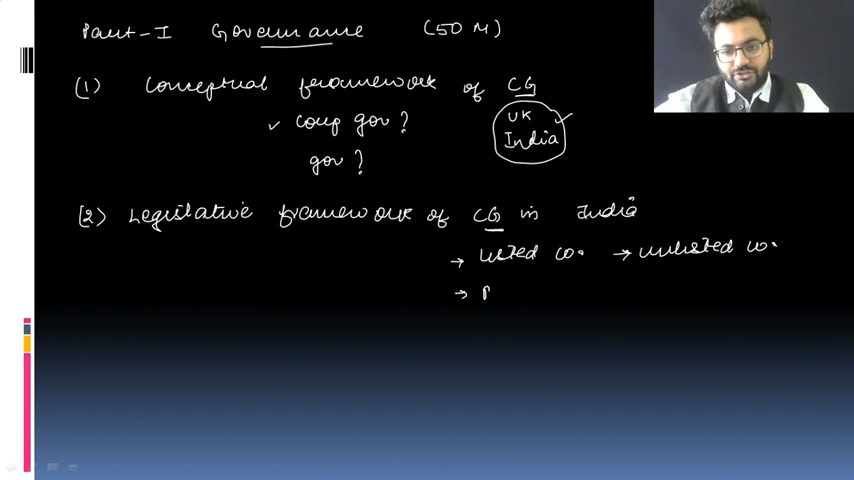 Part-I Governance (50 M)
(1) Conceptual framework of CG
✓ corp gov? UK
gov? India ✓
(2) Legislative framework of CG in India
→ listed co. → unlisted co.
→ P